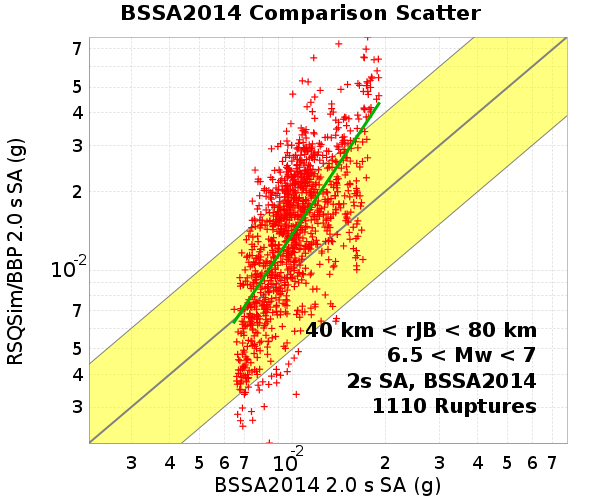 BSSA2014 Comparison Scatter
RSQSim/BBP 2.0 s SA (g)
7
5
4
3
2
10-2
7
5
4
3
40 km < rJB < 80 km
6.5 < Mw < 7
2s SA, BSSA2014
1110 Ruptures
3 4 5 6 7 10-2 2 3 4 5 6 7
BSSA2014 2.0 s SA (g)